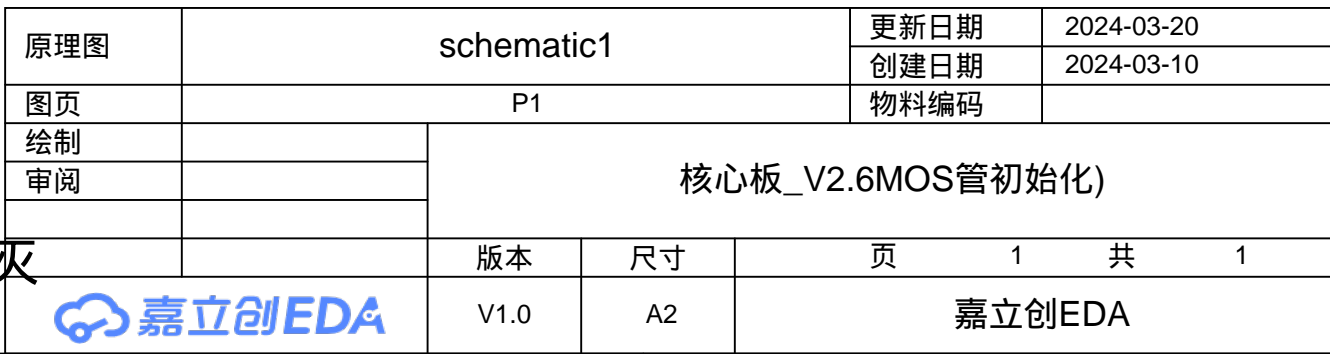 原理图 schematic1 更新日期 2024-03-20
创建日期 2024-03-10
图页 P1 物料编码
绘制
审阅
核心板_V2.6MOS管初始化)
灭
版本 尺寸 页 1 共 1
嘉立创EDA V1.0 A2 嘉立创EDA